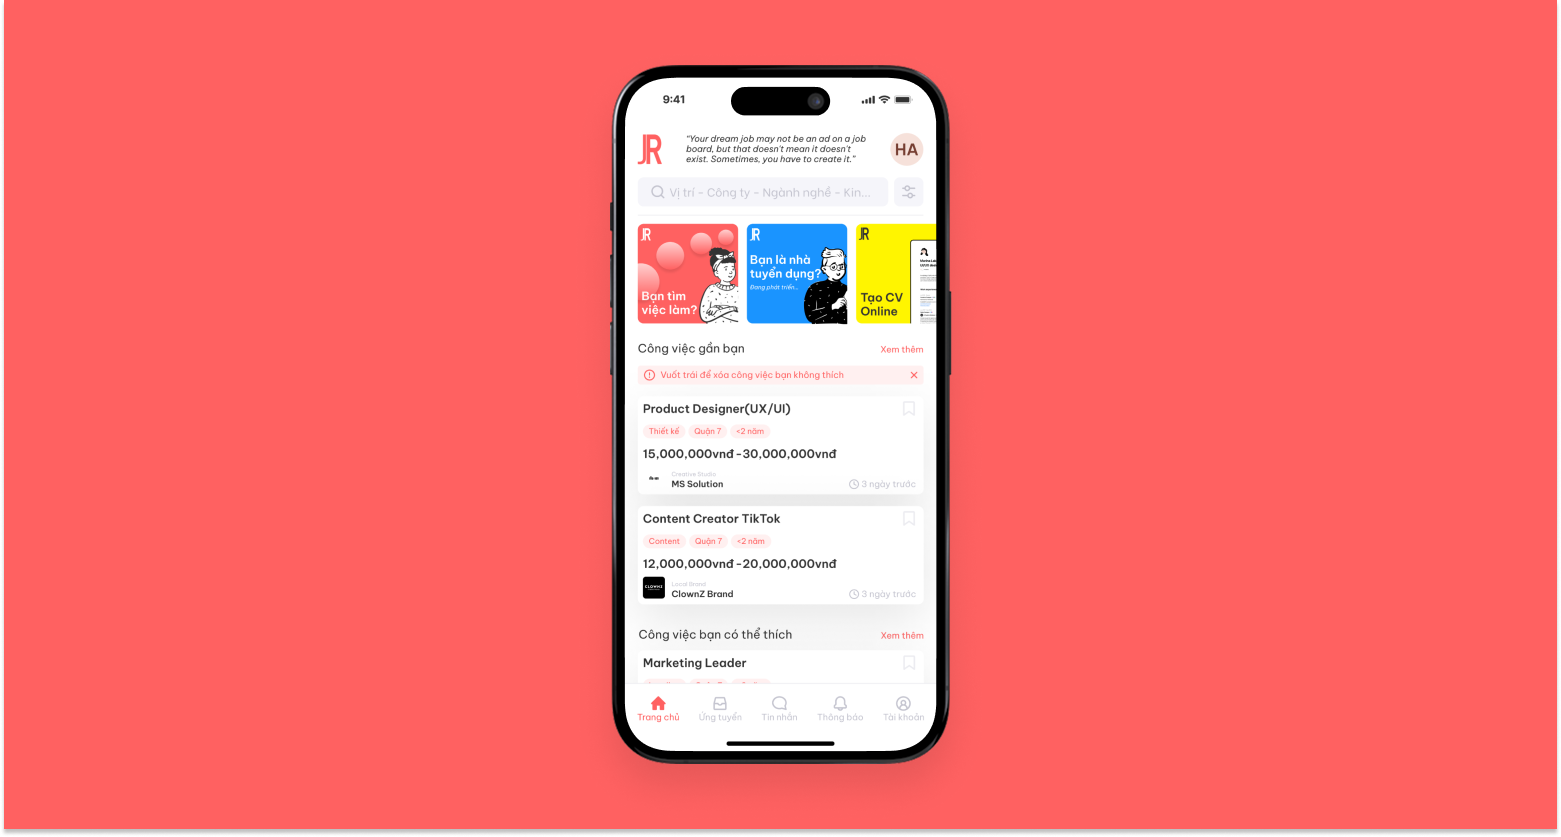 9:41
JR
“Your dream job may not be an ad on a job
board, but that doesn't mean it doesn't
exist. Sometimes, you have to create it.”
HA
Vị trí - Công ty - Ngành nghề - Kin...
JR
Bạn tìm
việc làm?
JR
Bạn là nhà
tuyển dụng?
Đang phát triển...
JR
Tạo CV
Online
Công việc gần bạn
Xem thêm
Vuốt trái để xóa công việc bạn không thích
Product Designer(UX/UI)
Thiết kế
Quận 7
<2 năm
15,000,000vnđ-30,000,000vnđ
Creative Studio
MS Solution
3 ngày trước
Content Creator TikTok
Content
Quận 7
<2 năm
12,000,000vnđ-20,000,000vnđ
CLOWNZ
Local Brand
ClownZ Brand
3 ngày trước
Công việc bạn có thể thích
Xem thêm
Marketing Leader
Trang chủ
Ứng tuyển
Tin nhắn
Thông báo
Tài khoản